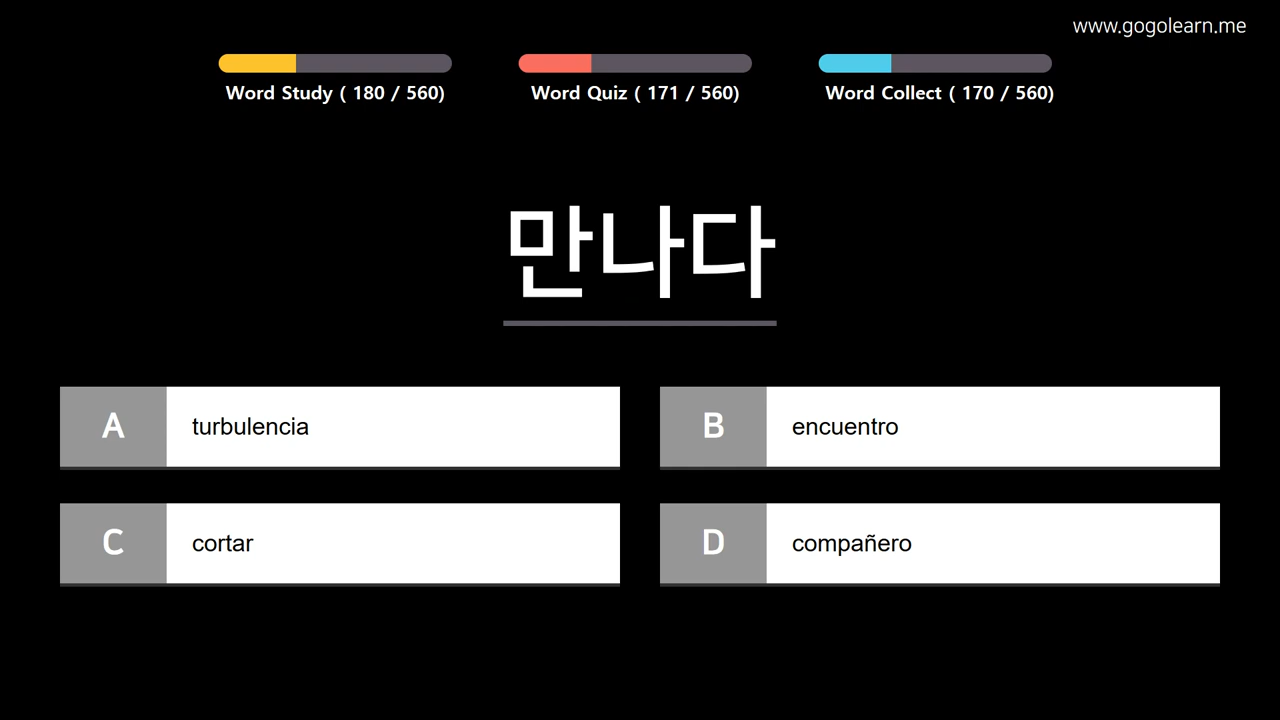 www.gogolearn.me
Word Study ( 180 / 560)
Word Quiz ( 171 / 560)
Word Collect ( 170 / 560)
만나다
A turbulencia
B encuentro
C cortar
D compañero